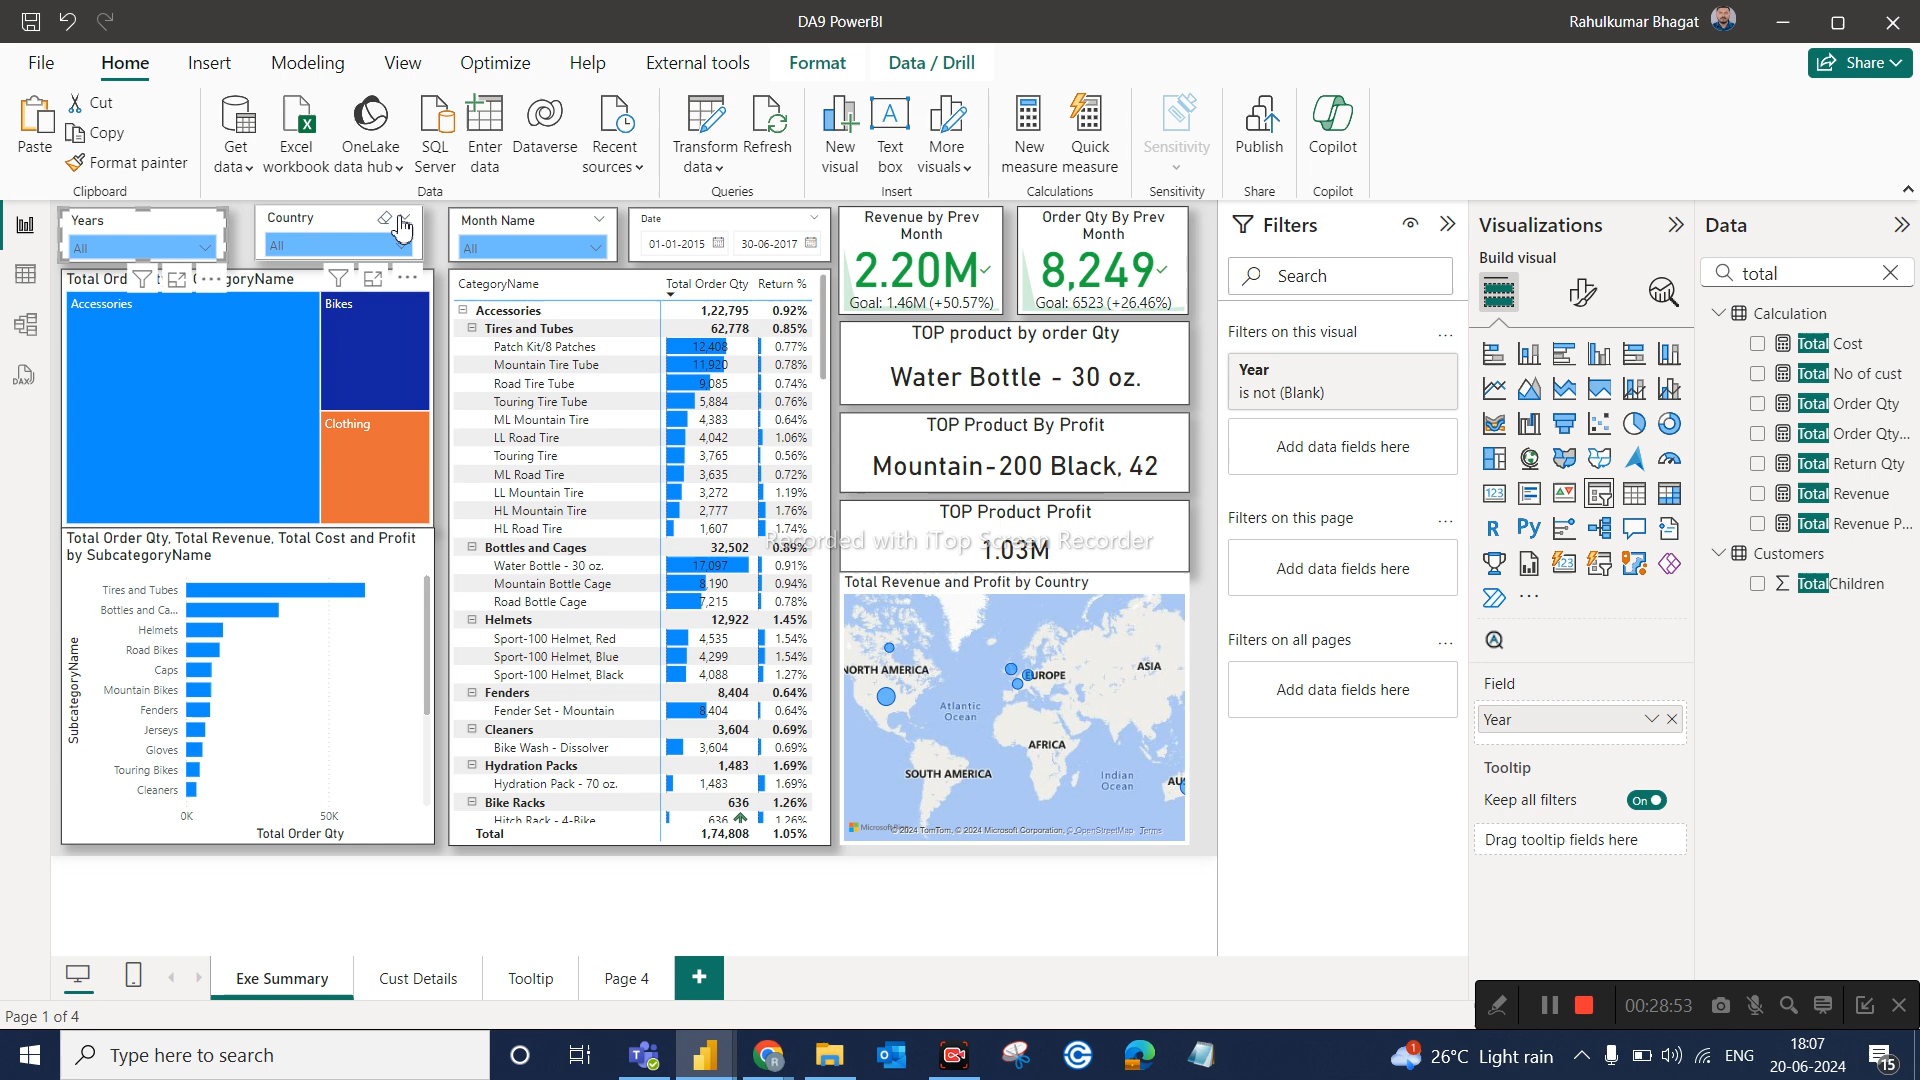 DA9 PowerBI
Rahulkumar Bhagat
File Home Insert Modeling View Optimize Help External tools Format Data / Drill
Share
Paste
Cut
Copy
Format painter
Clipboard
Get data
Excel workbook
OneLake data hub
SQL Server
Enter data
Dataverse
Recent sources
Data
Transform data
Refresh
Queries
New visual
Text box
More visuals
Insert
New measure
Quick measure
Calculations
Sensitivity
Sensitivity
Publish
Share
Copilot
Copilot
Years
All
Country
All
Month Name
All
Date
01-01-2015
30-06-2017
Revenue by Prev Month
2.20M
Goal: 1.46M (+50.57%)
Order Qty By Prev Month
8,249
Goal: 6523 (+26.46%)
Total Ord
goryName
Accessories
Bikes
Clothing
Total Order Qty, Total Revenue, Total Cost and Profit
by SubcategoryName
SubcategoryName
Tires and Tubes
Bottles and Ca...
Helmets
Road Bikes
Caps
Mountain Bikes
Fenders
Jerseys
Gloves
Touring Bikes
Cleaners
0K 50K
Total Order Qty
CategoryName Total Order Qty Return %
Accessories 1,22,795 0.92%
Tires and Tubes 62,778 0.85%
Patch Kit/8 Patches 12,408 0.77%
Mountain Tire Tube 11,920 0.78%
Road Tire Tube 9,085 0.74%
Touring Tire Tube 5,884 0.76%
ML Mountain Tire 4,383 0.64%
LL Road Tire 4,042 1.06%
Touring Tire 3,765 0.56%
ML Road Tire 3,635 0.72%
LL Mountain Tire 3,272 1.19%
HL Mountain Tire 2,777 1.76%
HL Road Tire 1,607 1.74%
Bottles and Cages 32,502 0.89%
Water Bottle - 30 oz. 17,097 0.91%
Mountain Bottle Cage 8,190 0.94%
Road Bottle Cage 7,215 0.78%
Helmets 12,922 1.45%
Sport-100 Helmet, Red 4,535 1.54%
Sport-100 Helmet, Blue 4,299 1.54%
Sport-100 Helmet, Black 4,088 1.27%
Fenders 8,404 0.64%
Fender Set - Mountain 8,404 0.64%
Cleaners 3,604 0.69%
Bike Wash - Dissolver 3,604 0.69%
Hydration Packs 1,483 1.69%
Hydration Pack - 70 oz. 1,483 1.69%
Bike Racks 636 1.26%
Hitch Rack - 4-Bike 636 1.26%
Total 1,74,808 1.05%
TOP product by order Qty
Water Bottle - 30 oz.
TOP Product By Profit
Mountain-200 Black, 42
TOP Product Profit
1.03M
Recorded with iTop Screen Recorder
Total Revenue and Profit by Country
NORTH AMERICA
EUROPE
ASIA
Atlantic
Ocean
AFRICA
SOUTH AMERICA
Indian
Ocean
AU
© 2024 TomTom, © 2024 Microsoft Corporation, © OpenStreetMap Terms
Filters
Search
Filters on this visual ...
Year
is not (Blank)
Add data fields here
Filters on this page ...
Add data fields here
Filters on all pages ...
Add data fields here
Visualizations
Build visual
R Py
...
Field
Year
Tooltip
Keep all filters On
Drag tooltip fields here
Data
total
Calculation
Total Cost
Total No of cust
Total Order Qty
Total Order Qty...
Total Return Qty
Total Revenue
Total Revenue P...
Customers
TotalChildren
Exe Summary
Cust Details
Tooltip
Page 4
Page 1 of 4
00:28:53
Type here to search
26°C Light rain
ENG
18:07
20-06-2024
15